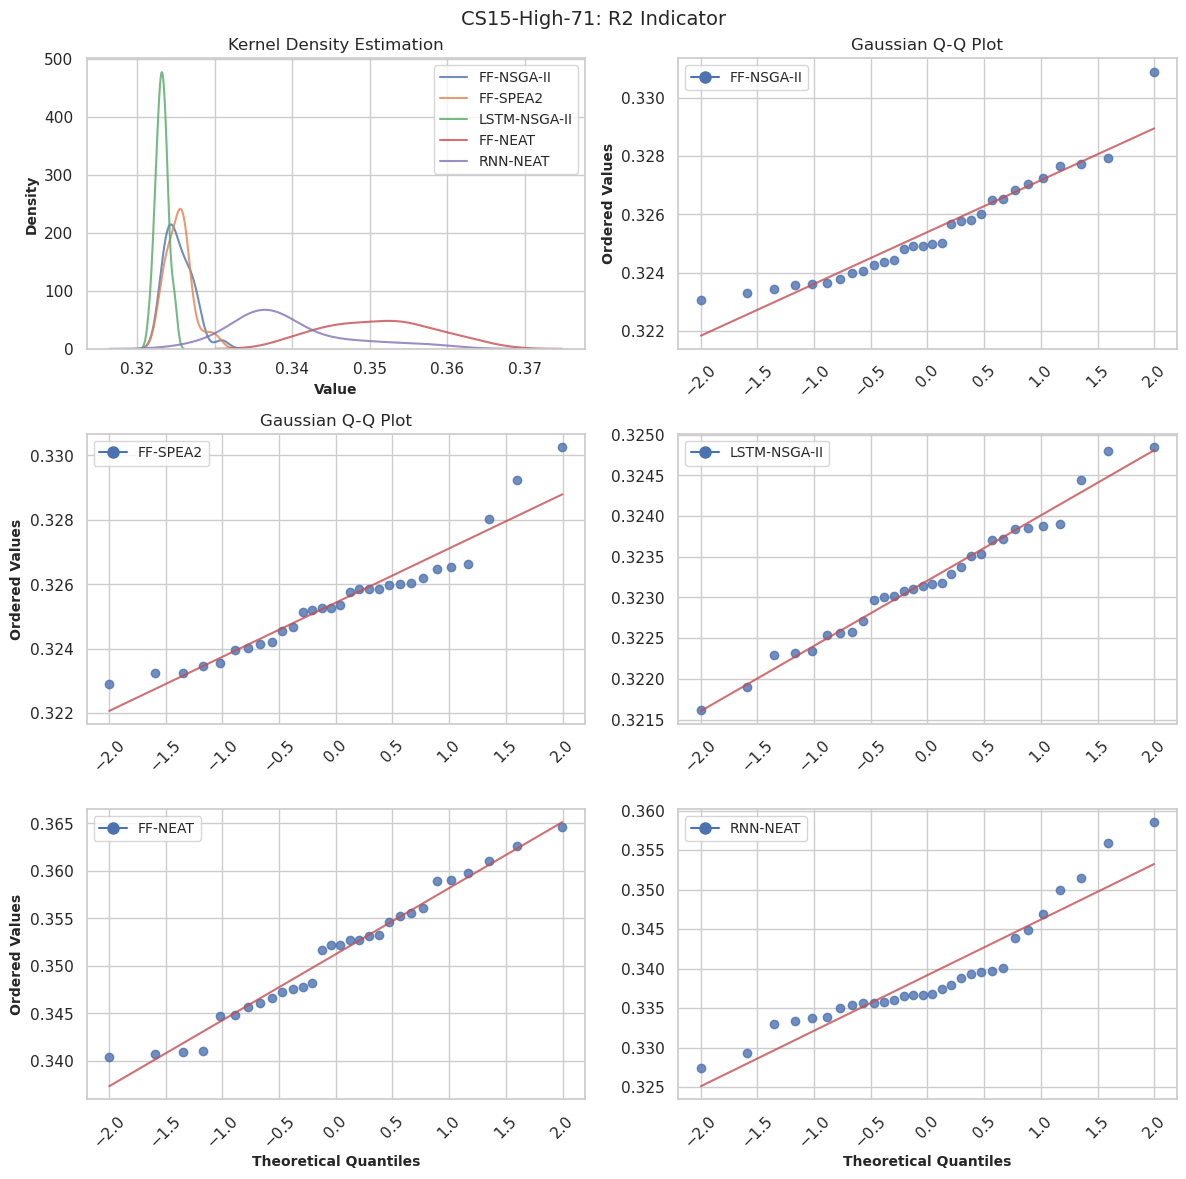 CS15-High-71: R2 Indicator
Kernel Density Estimation
500
400
300
200
100
0
Density
FF-NSGA-II
FF-SPEA2
LSTM-NSGA-II
FF-NEAT
RNN-NEAT
0.32 0.33 0.34 0.35 0.36 0.37
Value
Gaussian Q-Q Plot
FF-NSGA-II
0.330
0.328
0.326
0.324
0.322
Ordered Values
−2.0 −1.5 −1.0 −0.5 0.0 0.5 1.0 1.5 2.0
Gaussian Q-Q Plot
FF-SPEA2
0.330
0.328
0.326
0.324
0.322
Ordered Values
−2.0 −1.5 −1.0 −0.5 0.0 0.5 1.0 1.5 2.0
LSTM-NSGA-II
0.3250
0.3245
0.3240
0.3235
0.3230
0.3225
0.3220
0.3215
−2.0 −1.5 −1.0 −0.5 0.0 0.5 1.0 1.5 2.0
FF-NEAT
0.365
0.360
0.355
0.350
0.345
0.340
Ordered Values
−2.0 −1.5 −1.0 −0.5 0.0 0.5 1.0 1.5 2.0
Theoretical Quantiles
RNN-NEAT
0.360
0.355
0.350
0.345
0.340
0.335
0.330
0.325
−2.0 −1.5 −1.0 −0.5 0.0 0.5 1.0 1.5 2.0
Theoretical Quantiles